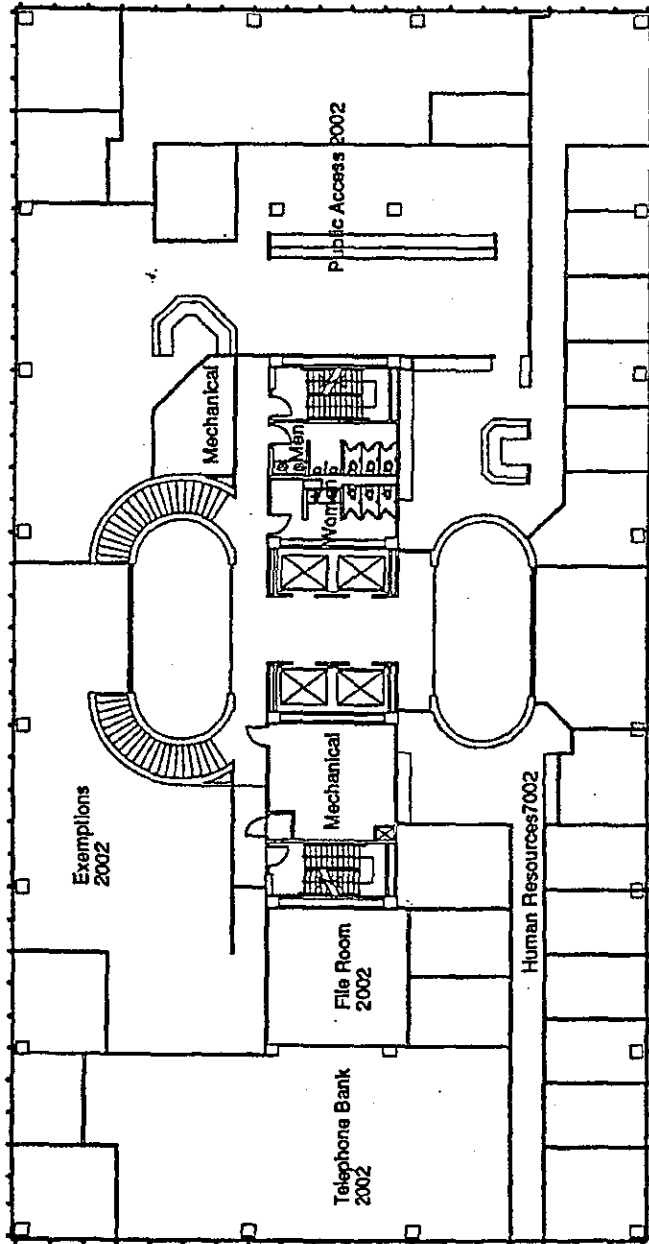 Exemptions
2002
Mechanical
Public Access 2002
Men
Women
Mechanical
File Room
2002
Telephone Bank
2002
Human Resources7002